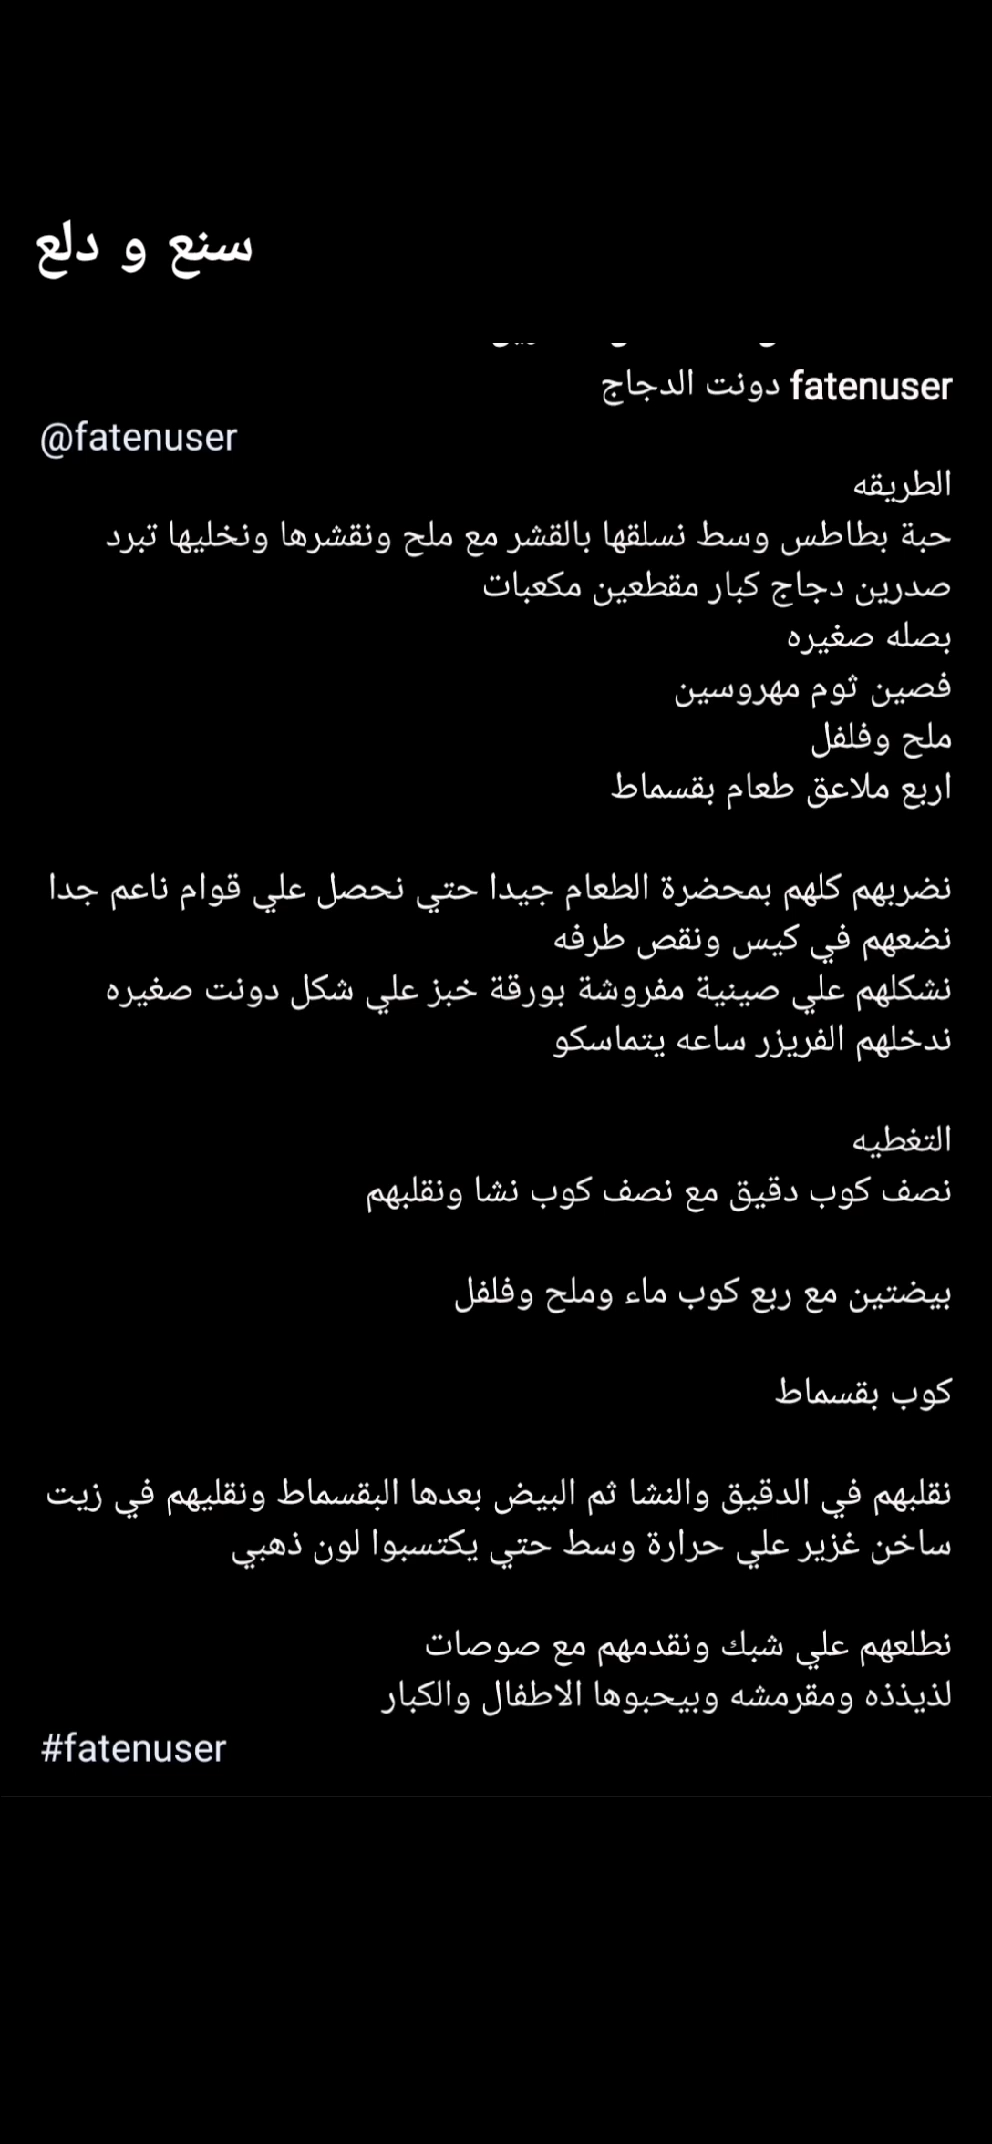 سنع و دلع
fatenuser دونت الدجاج
@fatenuser
الطريقه
حبة بطاطس وسط نسلقها بالقشر مع ملح ونقشرها ونخليها تبرد
صدرين دجاج كبار مقطعين مكعبات
بصله صغيره
فصين ثوم مهروسين
ملح وفلفل
اربع ملاعق طعام بقسماط
نضربهم كلهم بمحضرة الطعام جيدا حتي نحصل علي قوام ناعم جدا
نضعهم في كيس ونقص طرفه
نشكلهم علي صينية مفروشة بورقة خبز علي شكل دونت صغيره
ندخلهم الفريزر ساعه يتماسكو
التغطيه
نصف كوب دقيق مع نصف كوب نشا ونقلبهم
بيضتين مع ربع كوب ماء وملح وفلفل
كوب بقسماط
نقلبهم في الدقيق والنشا ثم البيض بعدها البقسماط ونقليهم في زيت
ساخن غزير علي حرارة وسط حتي يكتسبوا لون ذهبي
نطلعهم علي شبك ونقدمهم مع صوصات
لذيذذه ومقرمشه وبيحبوها الاطفال والكبار
#fatenuser